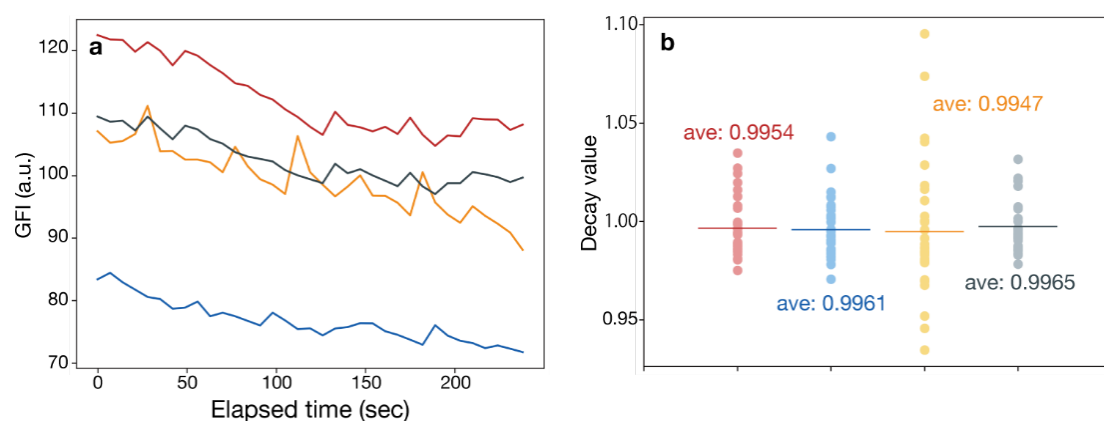 a
120
110
100
90
80
70
GFI (a.u.)
0
50
100
150
200
Elapsed time (sec)
b
1.10
1.05
1.00
0.95
Decay value
ave: 0.9954
ave: 0.9961
ave: 0.9947
ave: 0.9965